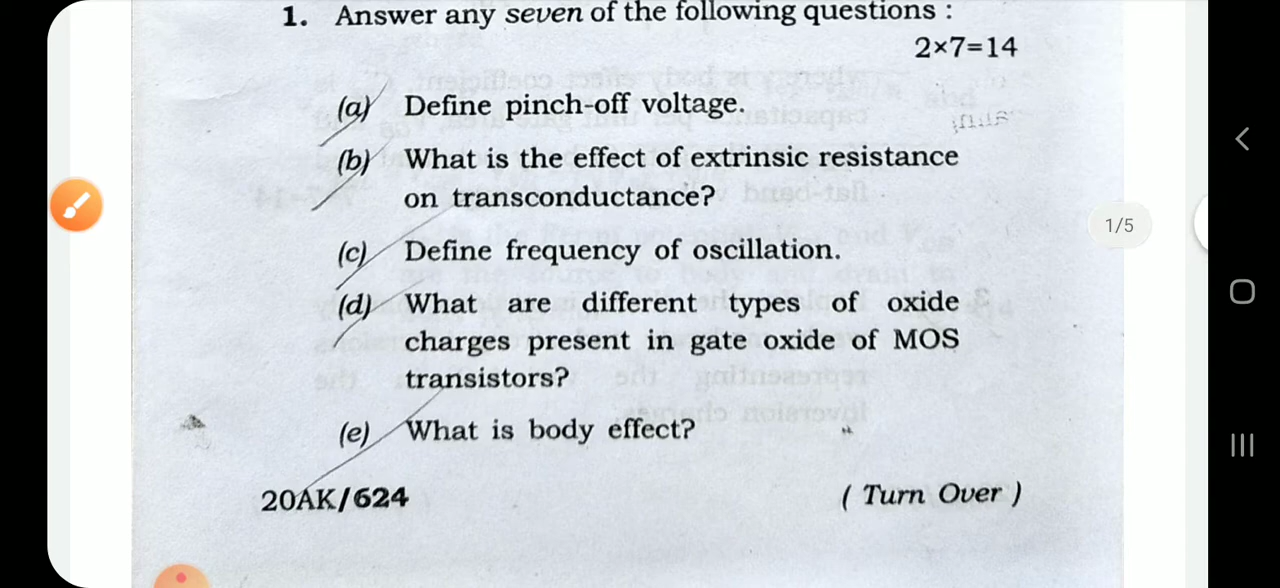 1. Answer any seven of the following questions :
2×7=14
(a) Define pinch-off voltage.
(b) What is the effect of extrinsic resistance
on transconductance?
(c) Define frequency of oscillation.
(d) What are different types of oxide
charges present in gate oxide of MOS
transistors?
(e) What is body effect?
20AK/624
( Turn Over )
1/5